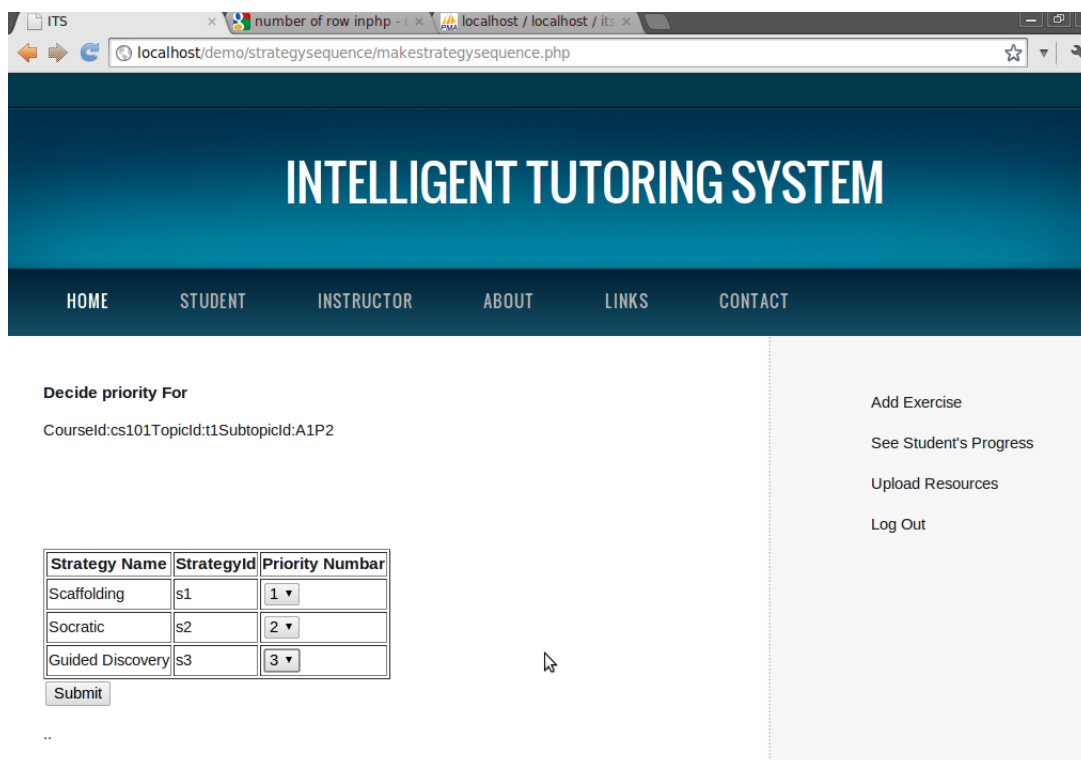 ITS
number of row inphp - 
localhost / localhost / its
localhost/demo/strategysequence/makestrategysequence.php
INTELLIGENT TUTORING SYSTEM
HOME STUDENT INSTRUCTOR ABOUT LINKS CONTACT
Decide priority For
CourseId:cs101TopicId:t1SubtopicId:A1P2
Strategy Name StrategyId Priority Numbar
Scaffolding s1 1
Socratic s2 2
Guided Discovery s3 3
Submit
..
Add Exercise
See Student's Progress
Upload Resources
Log Out